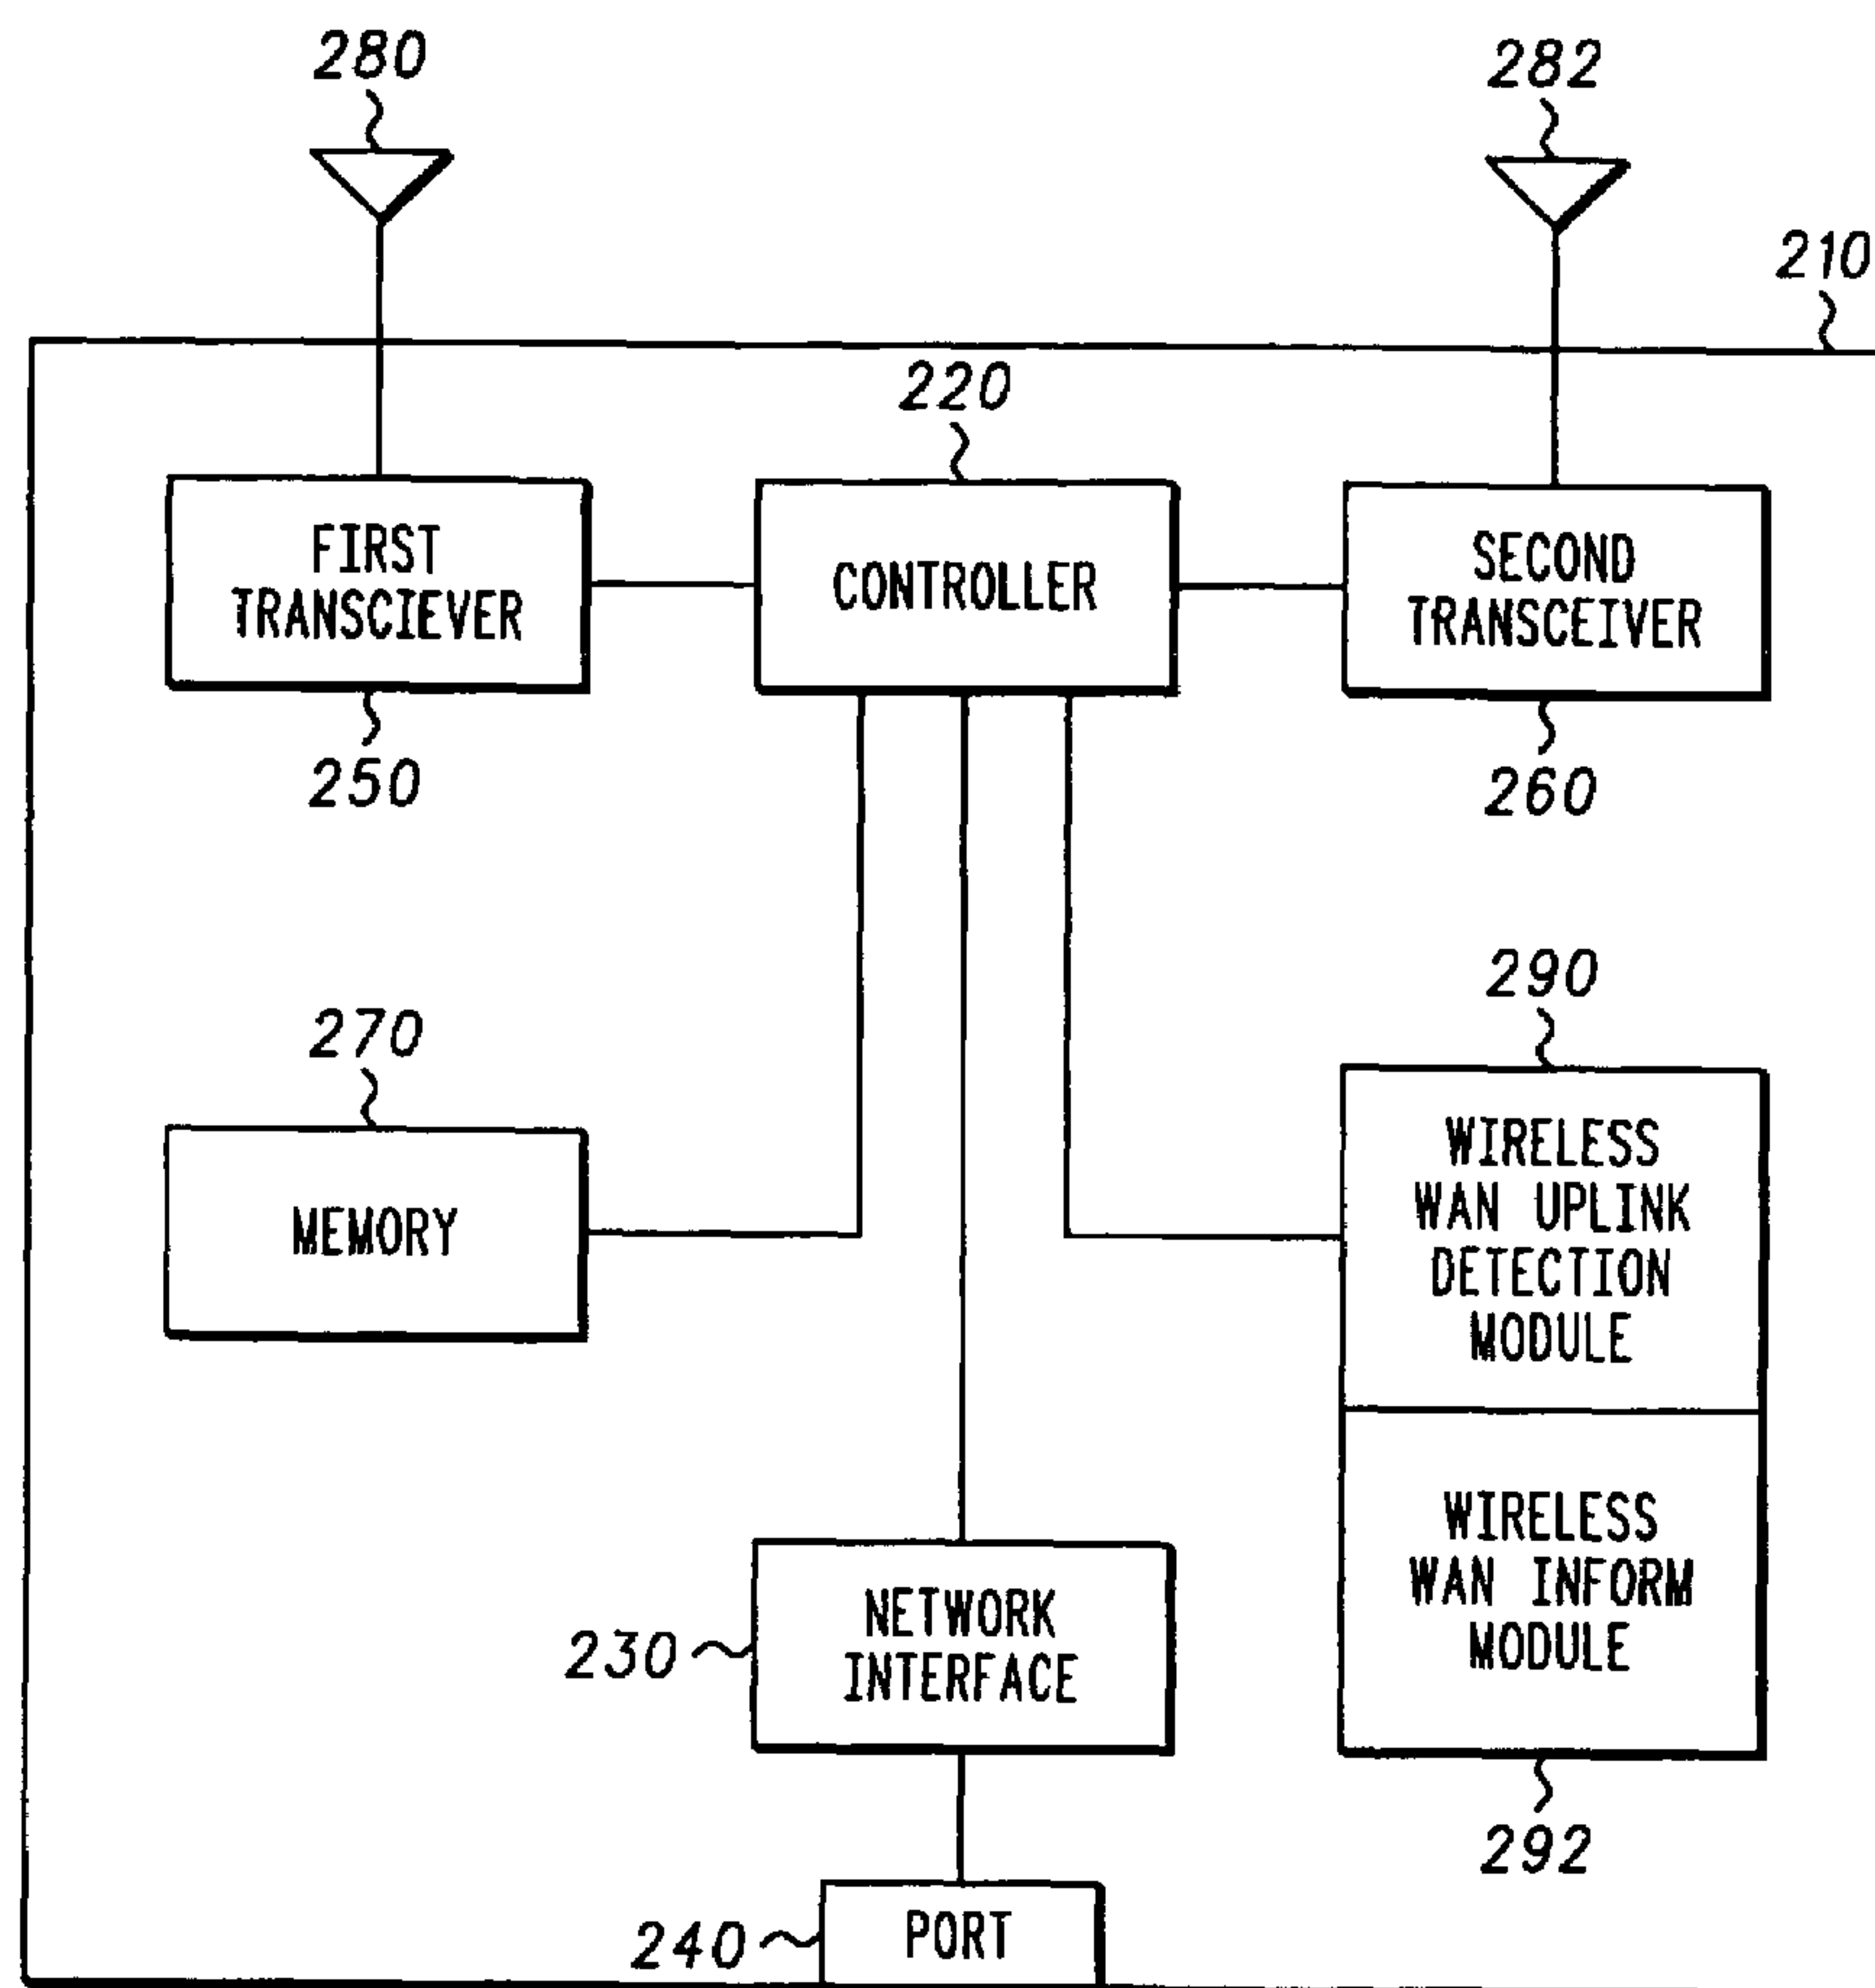 280
282
210
220
FIRST
TRANSCIEVER
CONTROLLER
SECOND
TRANSCEIVER
250
260
290
270
WIRELESS
WAN UPLINK
DETECTION
MODULE
MEMORY
WIRELESS
WAN INFORM
MODULE
NETWORK
INTERFACE
230
292
PORT
240